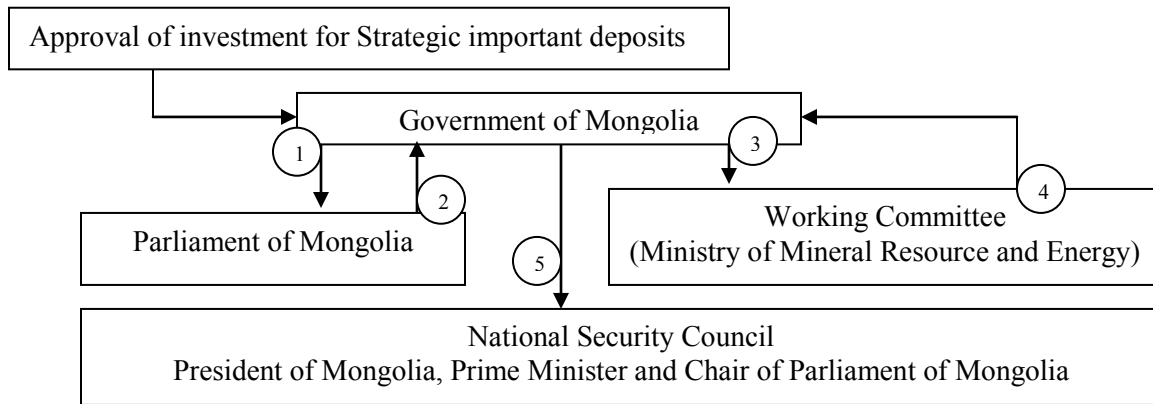 Approval of investment for Strategic important deposits
Government of Mongolia
1
3
2
4
Parliament of Mongolia
Working Committee
(Ministry of Mineral Resource and Energy)
5
National Security Council
President of Mongolia, Prime Minister and Chair of Parliament of Mongolia